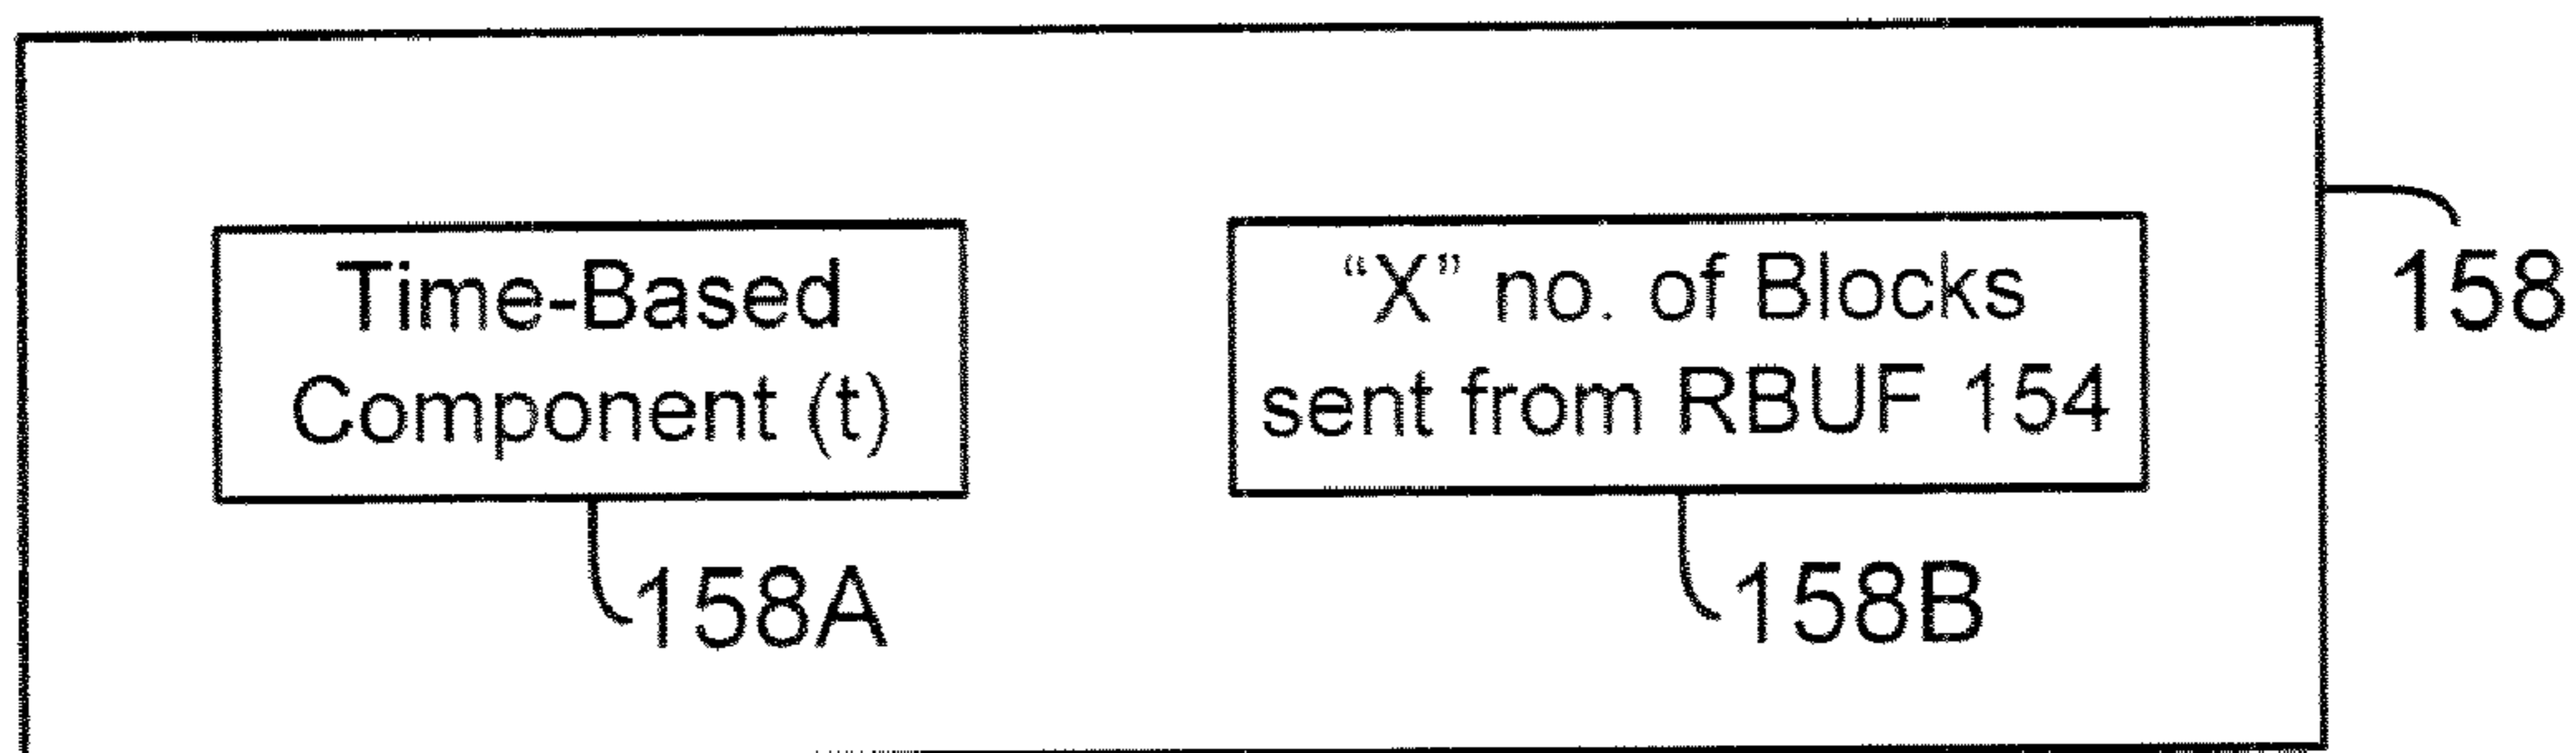 Time-Based
Component (t)
158A
“X” no. of Blocks
sent from RBUF 154
158B
158